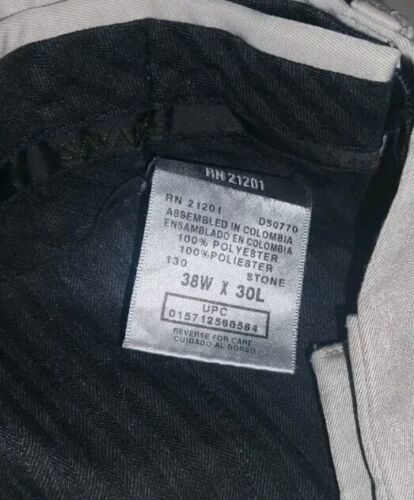 RN 21201
RN 21201 D50770
ASSEMBLED IN COLOMBIA
ENSAMBLADO EN COLOMBIA
100% POLYESTER
100%POLIESTER
130 STONE
38W X 30L
UPC
015712568584
REVERSE FOR CARE
CUIDADO AL DORSO